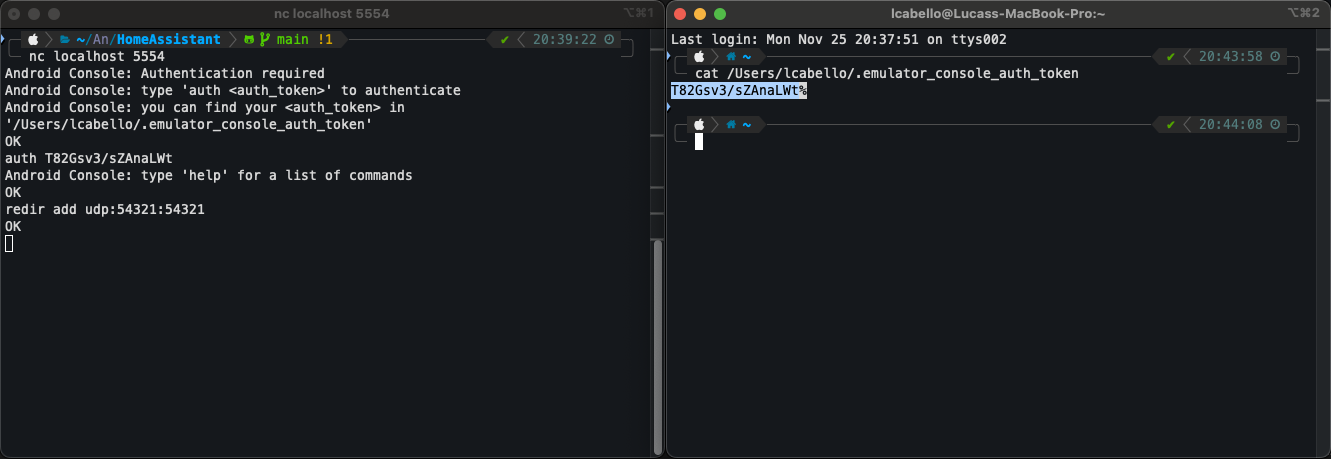 nc localhost 5554
⌥⌘1
~/An/HomeAssistant
main !1
✔
20:39:22
nc localhost 5554
Android Console: Authentication required
Android Console: type 'auth <auth_token>' to authenticate
Android Console: you can find your <auth_token> in
'/Users/lcabello/.emulator_console_auth_token'
OK
auth T82Gsv3/sZAnaLWt
Android Console: type 'help' for a list of commands
OK
redir add udp:54321:54321
OK
lcabello@Lucass-MacBook-Pro:~
⌥⌘2
Last login: Mon Nov 25 20:37:51 on ttys002
~
✔
20:43:58
cat /Users/lcabello/.emulator_console_auth_token
T82Gsv3/sZAnaLWt%
~
✔
20:44:08